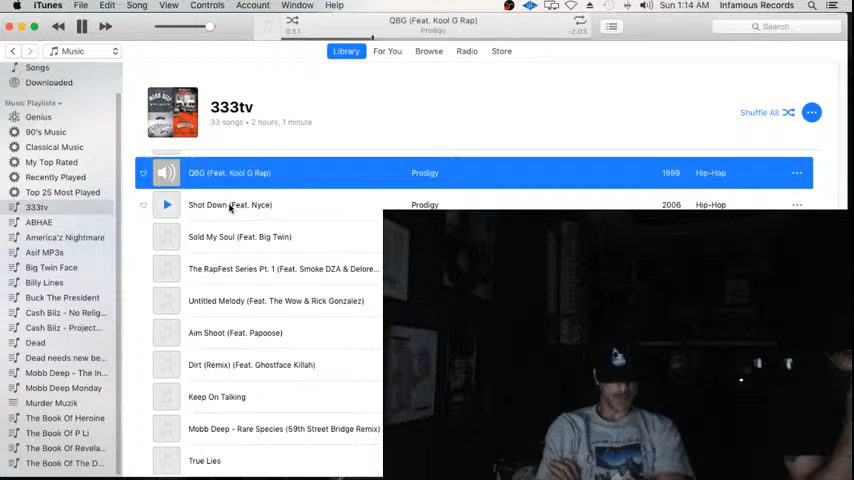 iTunes File Edit View Controls Account Window Help
Sun 1:14 AM Infamous Records
QBG (Feat. Kool G Rap)
0:51 Prodigy -2:03
Search
Music
Library For You Browse Radio Store
Songs
Downloaded
Music Playlists
Genius
90's Music
Classical Music
My Top Rated
Recently Played
Top 25 Most Played
333tv
ABHAE
America'z Nightmare
Asif MP3s
Big Twin Face
Billy Lines
Buck The President
Cash Bilz - No Relig...
Cash Bilz - Project...
Dead
Dead needs new be...
Mobb Deep - The In...
Mobb Deep Monday
Murder Muzik
The Book Of Heroine
The Book Of P Li
The Book Of Revela...
The Book Of The D...
333tv
33 songs • 2 hours, 1 minute
Shuffle All
QBG (Feat. Kool G Rap) Prodigy 1999 Hip-Hop
Shot Down (Feat. Nyce) Prodigy 2006 Hip-Hop
Sold My Soul (Feat. Big Twin)
The RapFest Series Pt. 1 (Feat. Smoke DZA & Delore...
Untitled Melody (Feat. The Wow & Rick Gonzalez)
Aim Shoot (Feat. Papoose)
Dirt (Remix) (Feat. Ghostface Killah)
Keep On Talking
Mobb Deep - Rare Species (59th Street Bridge Remix)
True Lies